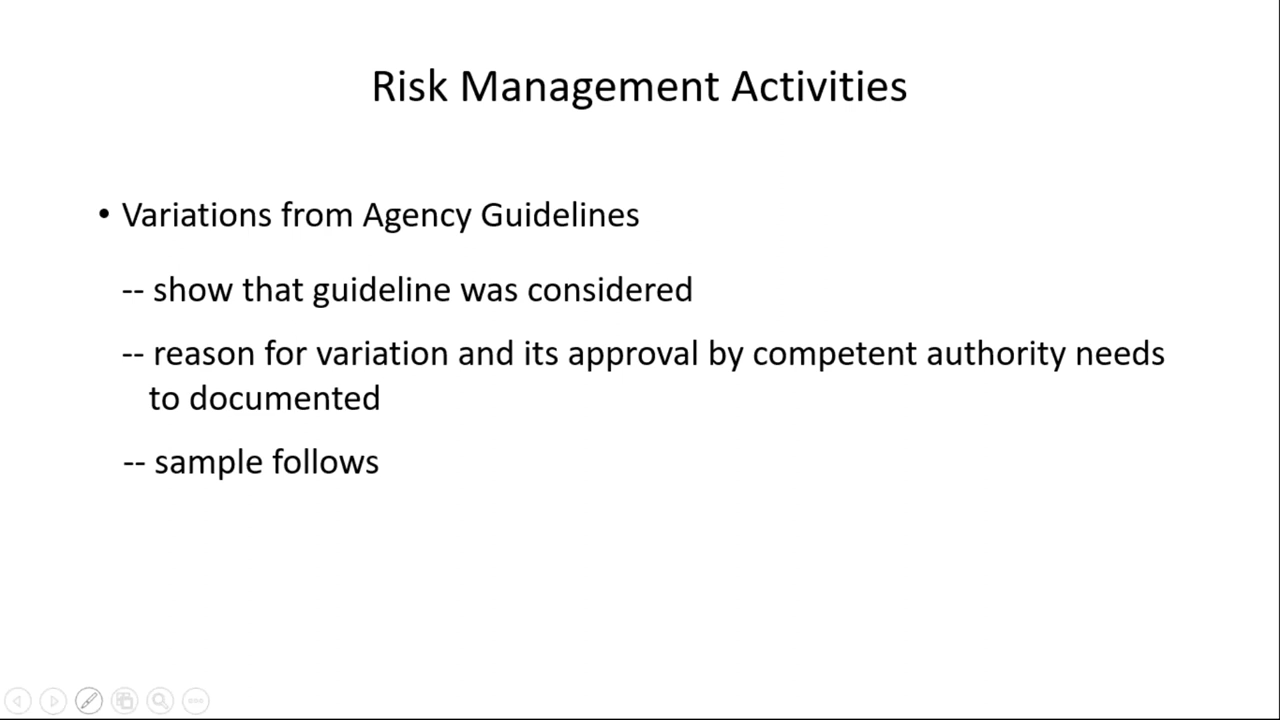 Risk Management Activities
• Variations from Agency Guidelines
-- show that guideline was considered
-- reason for variation and its approval by competent authority needs
to documented
-- sample follows